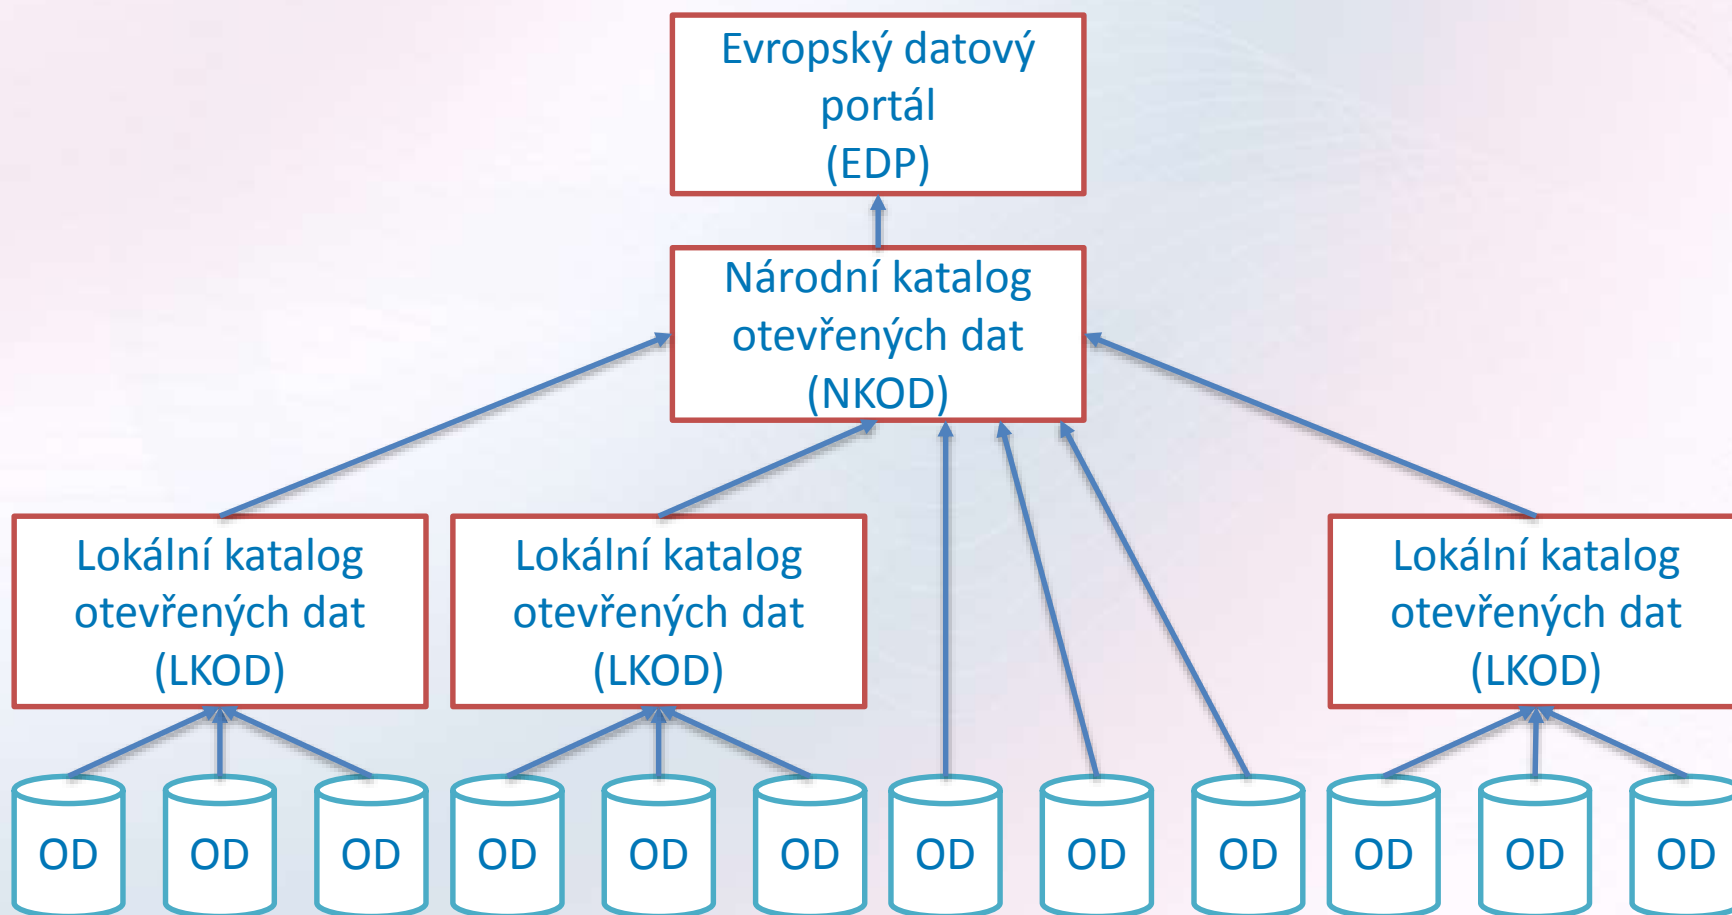 Evropský datový
portál
(EDP)
Národní katalog
otevřených dat
(NKOD)
Lokální katalog
otevřených dat
(LKOD)
Lokální katalog
otevřených dat
(LKOD)
Lokální katalog
otevřených dat
(LKOD)
OD
OD
OD
OD
OD
OD
OD
OD
OD
OD
OD
OD